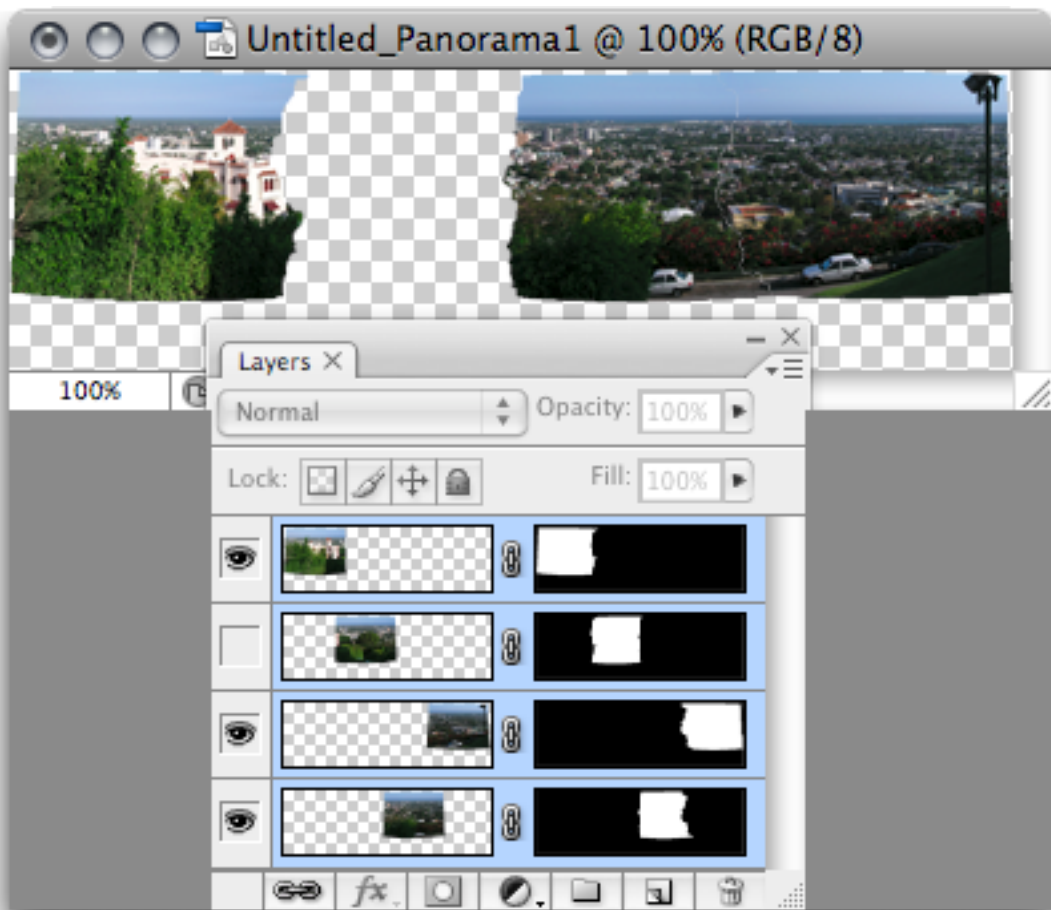 Untitled_Panorama1 @ 100% (RGB/8)
100%
Layers
Normal
Opacity: 100%
Lock:
Fill: 100%
fx